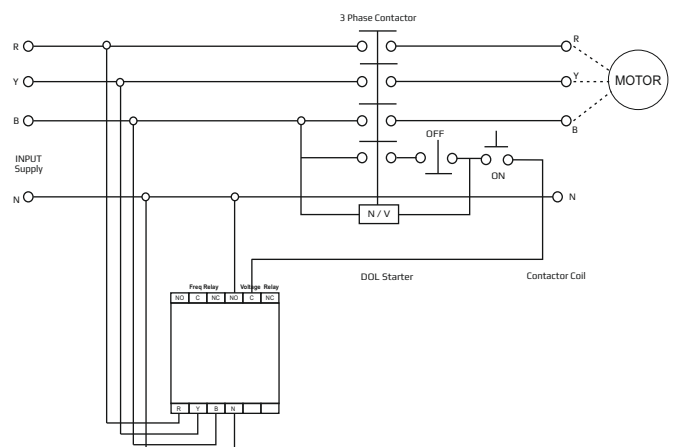 3 Phase Contactor
R
R
Y
Y
MOTOR
B
B
OFF
ON
INPUT
Supply
N
N
N / V
DOL Starter
Contactor Coil
Freq Relay Voltage Relay
NO C NC NO C NC
R Y B N